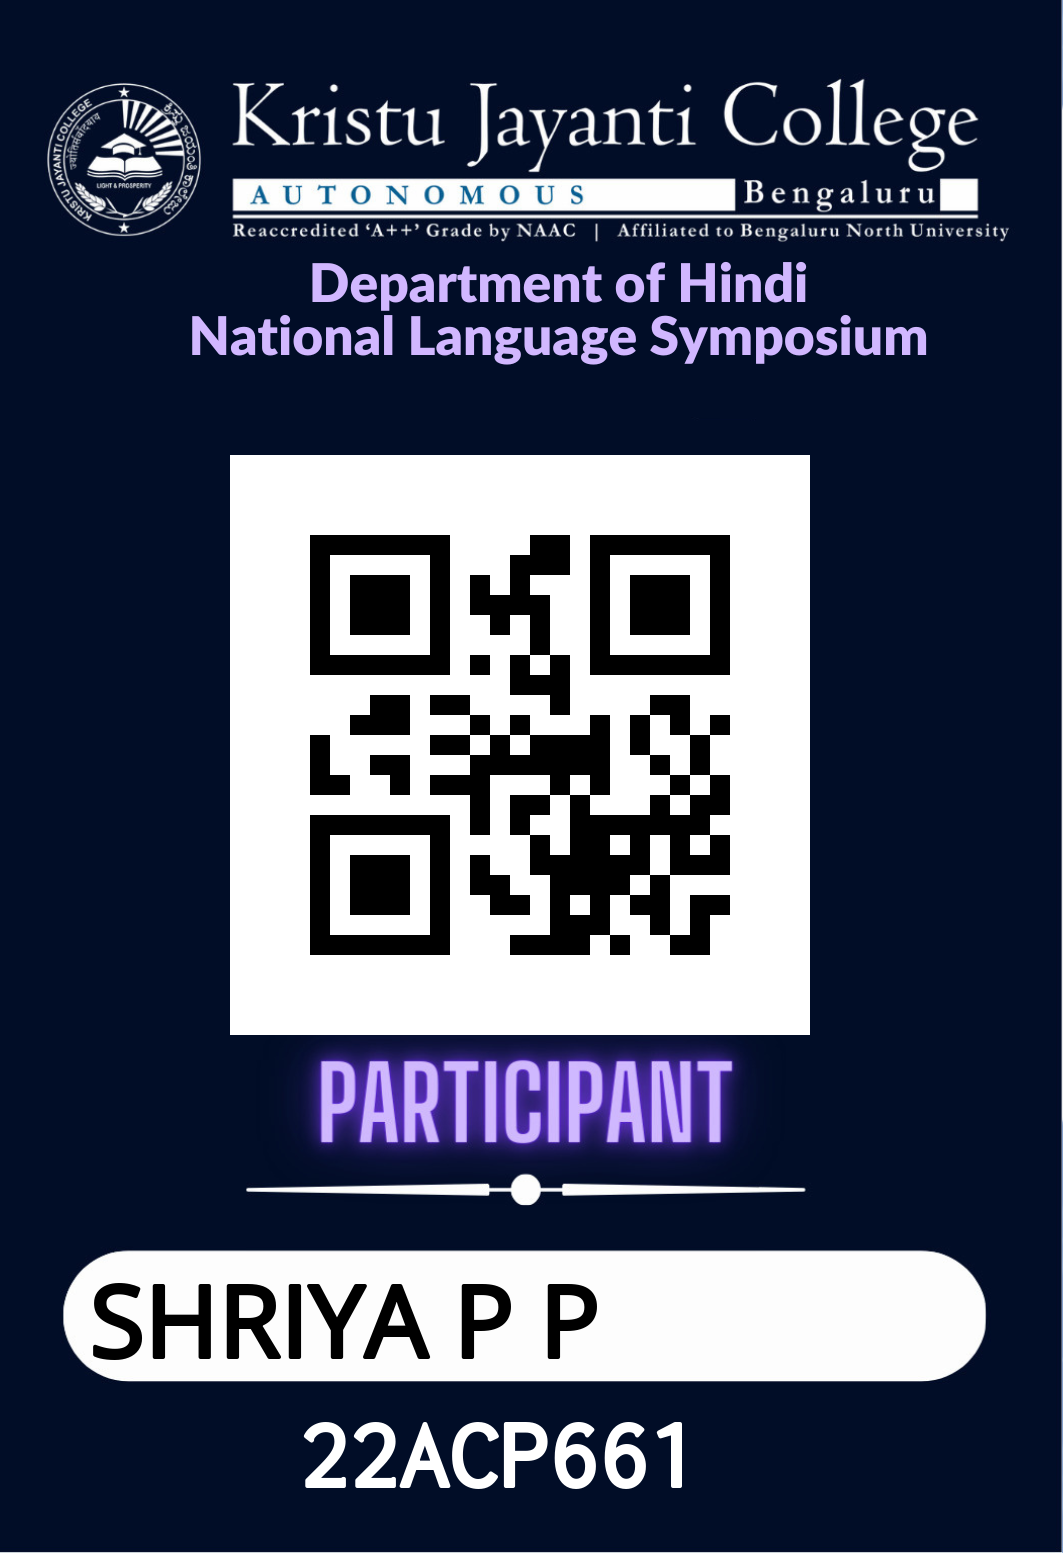 Kristu Jayanti College
AUTONOMOUS Bengaluru
Reaccredited ‘A++’ Grade by NAAC | Affiliated to Bengaluru North University
KRISTU JAYANTI COLLEGE
LIGHT & PROSPERITY
Department of Hindi
National Language Symposium
PARTICIPANT
SHRIYA P P
22ACP661